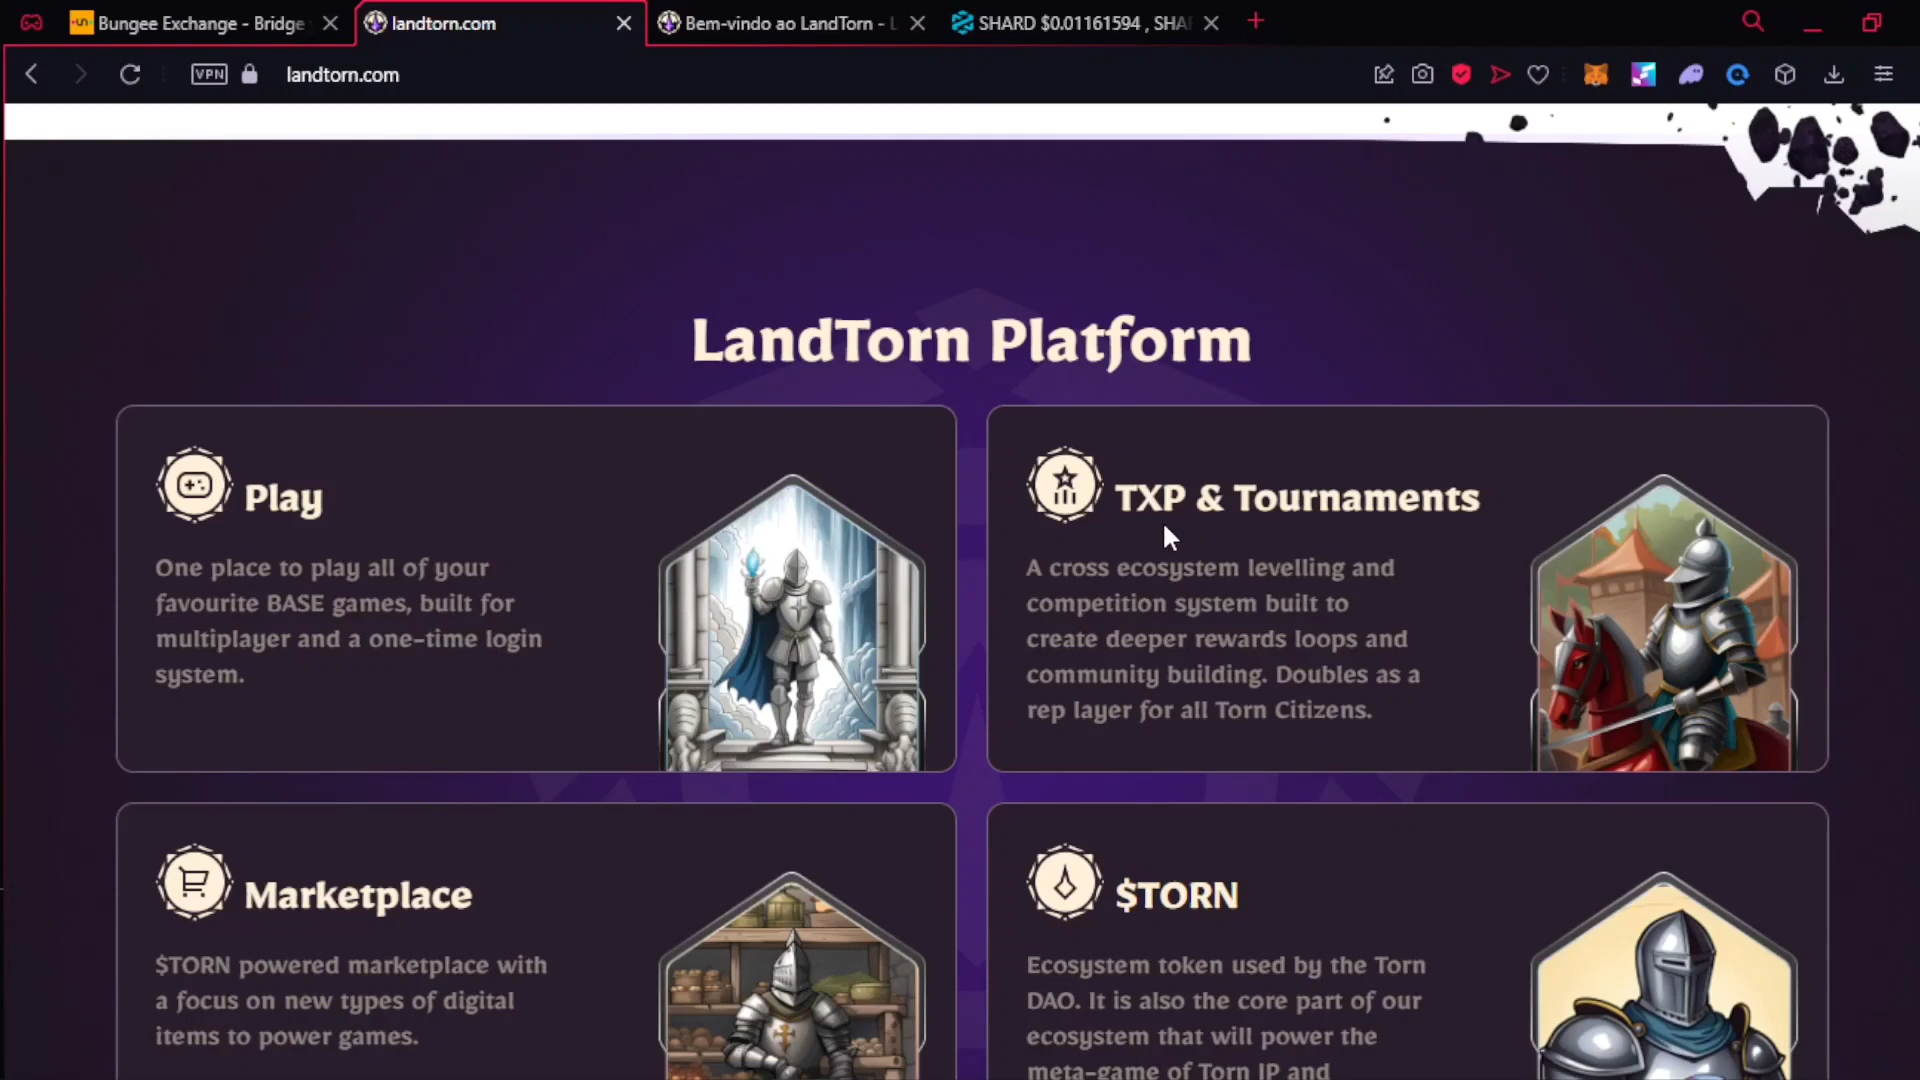 Bungee Exchange - Bridge
landtorn.com
Bem-vindo ao LandTorn - L
SHARD $0.01161594 , SHA
VPN
landtorn.com
LandTorn Platform
Play
One place to play all of your
favourite BASE games, built for
multiplayer and a one-time login
system.
TXP & Tournaments
A cross ecosystem levelling and
competition system built to
create deeper rewards loops and
community building. Doubles as a
rep layer for all Torn Citizens.
Marketplace
$TORN powered marketplace with
a focus on new types of digital
items to power games.
$TORN
Ecosystem token used by the Torn
DAO. It is also the core part of our
ecosystem that will power the
meta-game of Torn IP and